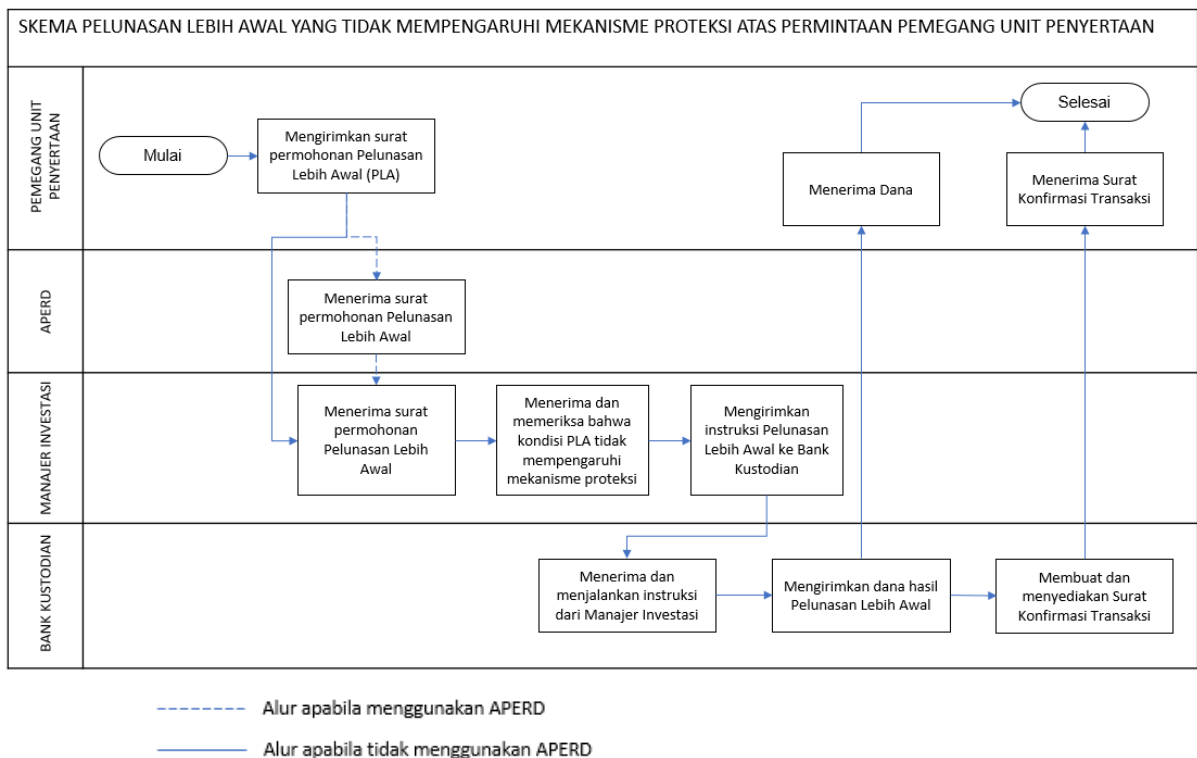 SKEMA PELUNASAN LEBIH AWAL YANG TIDAK MEMPENGARUHI MEKANISME PROTEKSI ATAS PERMINTAAN PEMEGANG UNIT PENYERTAAN
PEMEGANG UNIT
PENYERTAAN
Mulai
Mengirimkan surat
permohonan Pelunasan
Lebih Awal (PLA)
Menerima Dana
Selesai
Menerima Surat
Konfirmasi Transaksi
APERD
Menerima surat
permohonan Pelunasan
Lebih Awal
MANAJER INVESTASI
Menerima surat
permohonan
Pelunasan Lebih
Awal
Menerima dan
memeriksa bahwa
kondisi PLA tidak
mempengaruhi
mekanisme proteksi
Mengirimkan
instruksi Pelunasan
Lebih Awal ke Bank
Kustodian
BANK KUSTODIAN
Menerima dan
menjalankan instruksi
dari Manajer Investasi
Mengirimkan dana hasil
Pelunasan Lebih Awal
Membuat dan
menyediakan Surat
Konfirmasi Transaksi
Alur apabila menggunakan APERD
Alur apabila tidak menggunakan APERD